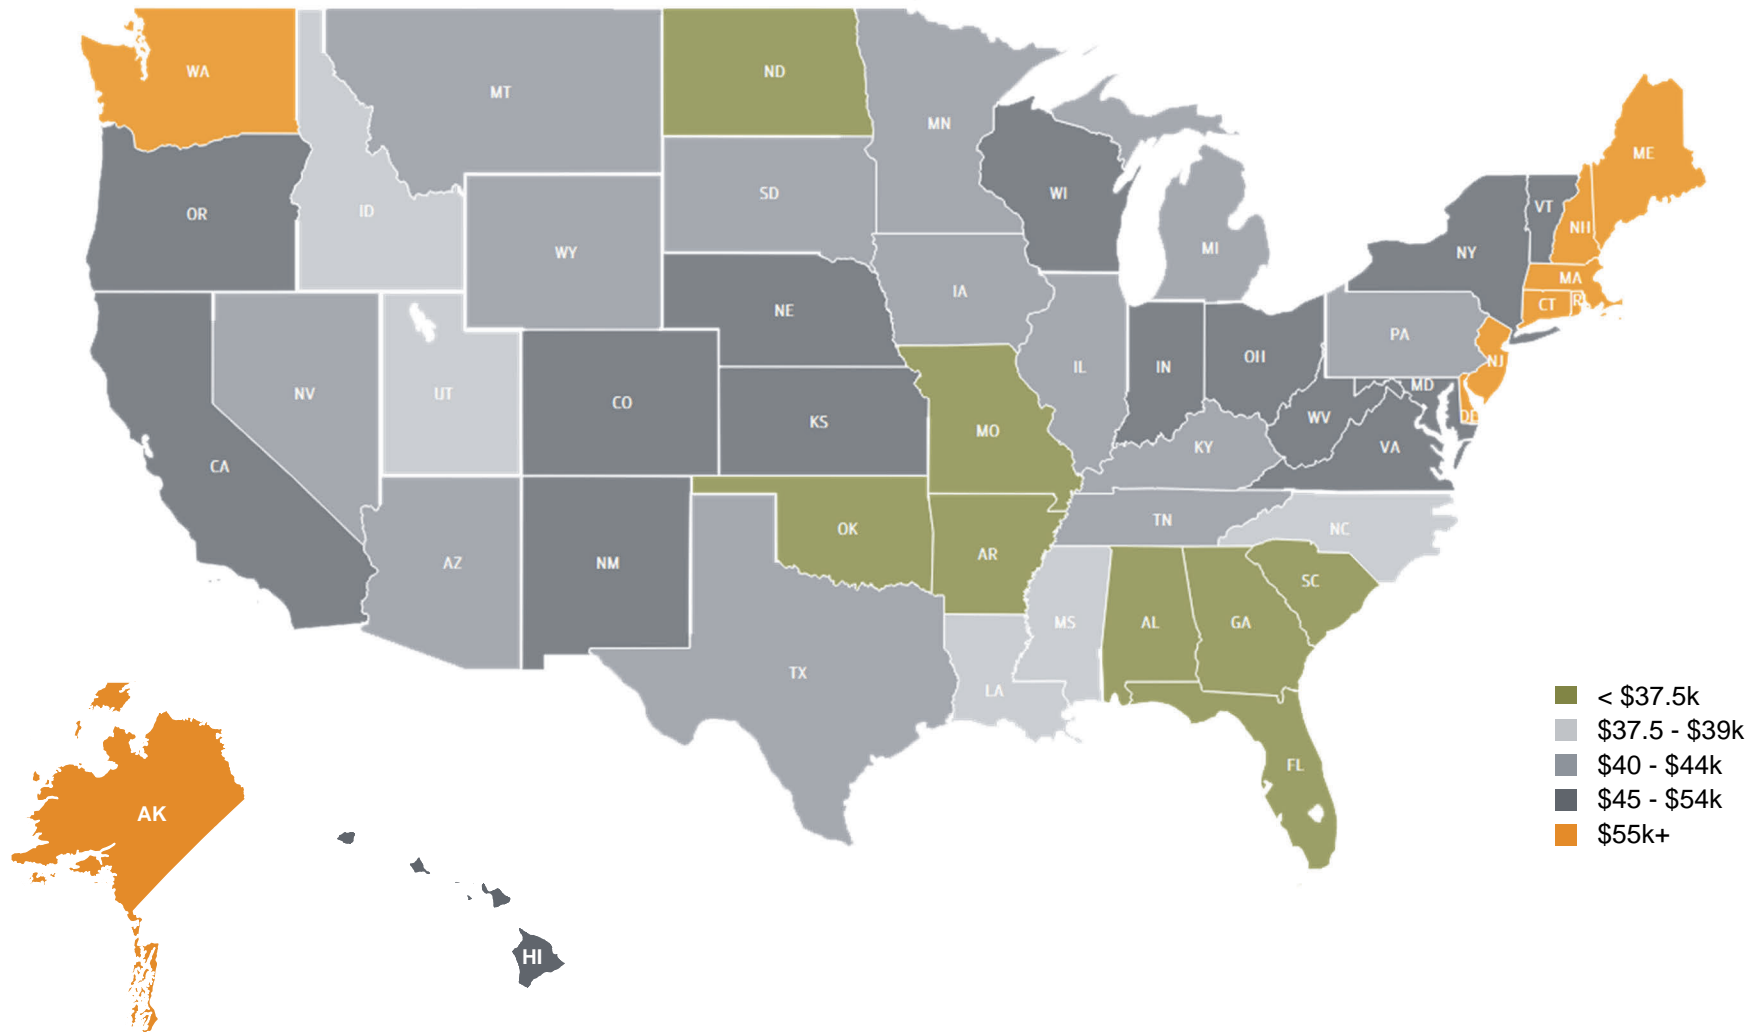 WA
MT
ND
MN
ME
OR
ID
SD
WI
WY
MI
VT
NH
NY
MA
CT
RI
NE
IA
PA
NJ
NV
UT
CO
KS
MO
IL
IN
OH
MD
DE
WV
VA
KY
CA
AZ
NM
OK
AR
TN
NC
SC
MS
AL
GA
TX
LA
FL
AK
HI
< $37.5k
$37.5 - $39k
$40 - $44k
$45 - $54k
$55k+